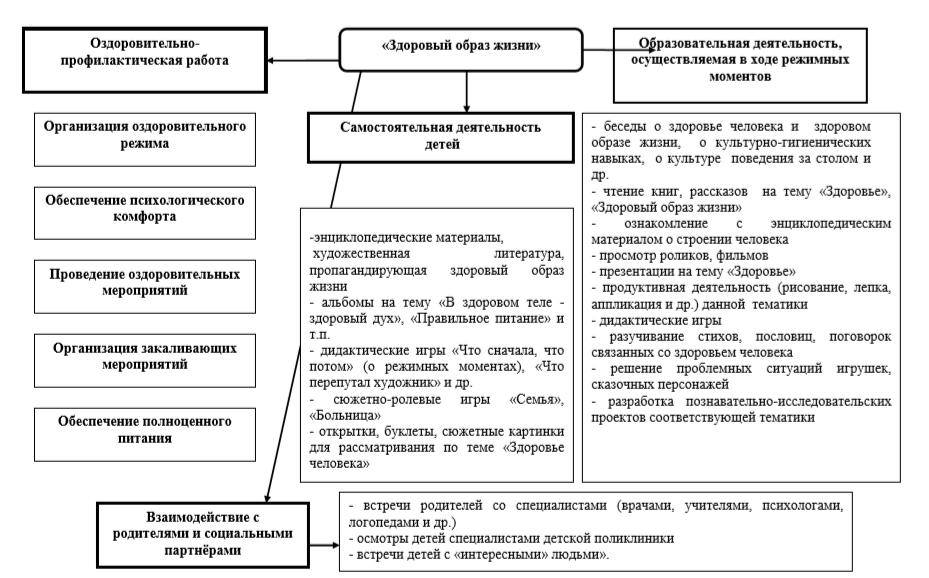 Оздоровительно-
профилактическая работа
«Здоровый образ жизни»
Образовательная деятельность,
осуществляемая в ходе режимных
моментов
Организация оздоровительного
режима
Обеспечение психологического
комфорта
Проведение оздоровительных
мероприятий
Организация закаливающих
мероприятий
Обеспечение полноценного
питания
Самостоятельная деятельность
детей
-энциклопедические материалы,
художественная литература,
пропагандирующая здоровый образ
жизни
- альбомы на тему «В здоровом теле -
здоровый дух», «Правильное питание» и
т.п.
- дидактические игры «Что сначала, что
потом» (о режимных моментах), «Что
перепутал художник» и др.
- сюжетно-ролевые игры «Семья»,
«Больница»
- открытки, буклеты, сюжетные картинки
для рассматривания по теме «Здоровье
человека»
- беседы о здоровье человека и здоровом
образе жизни, о культурно-гигиенических
навыках, о культуре поведения за столом и
др.
- чтение книг, рассказов на тему «Здоровье»,
«Здоровый образ жизни»
- ознакомление с энциклопедическим
материалом о строении человека
- просмотр роликов, фильмов
- презентации на тему «Здоровье»
- продуктивная деятельность (рисование, лепка,
аппликация и др.) данной тематики
- дидактические игры
- разучивание стихов, пословиц, поговорок
связанных со здоровьем человека
- решение проблемных ситуаций игрушек,
сказочных персонажей
- разработка познавательно-исследовательских
проектов соответствующей тематики
Взаимодействие с
родителями и социальными
партнёрами
- встречи родителей со специалистами (врачами, учителями, психологами,
логопедами и др.)
- осмотры детей специалистами детской поликлиники
- встречи детей с «интересными» людьми».